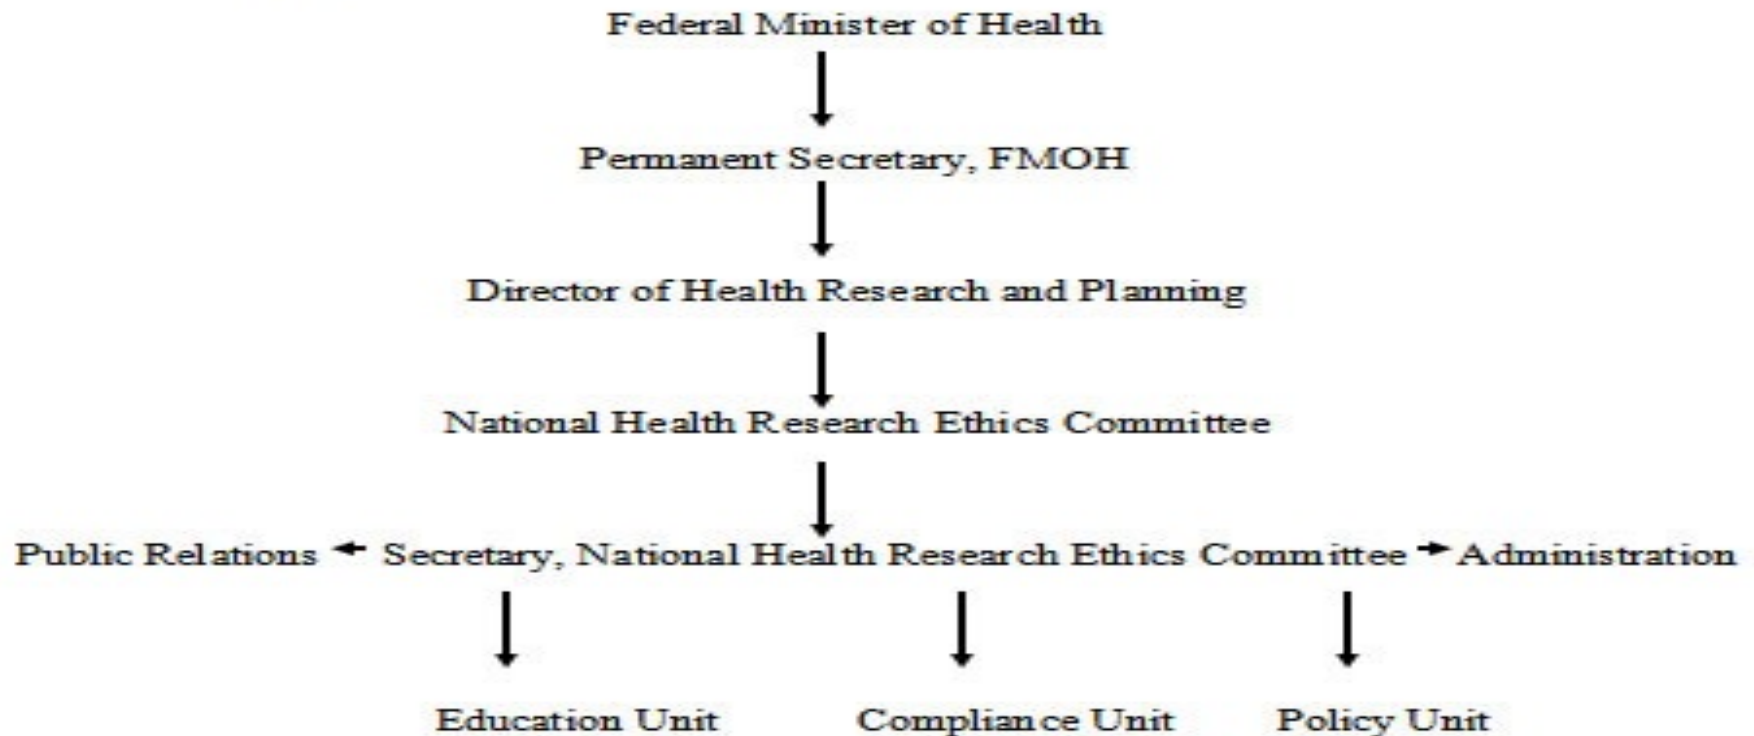 Federal Minister of Health
Permanent Secretary, FMOH
Director of Health Research and Planning
National Health Research Ethics Committee
Public Relations Secretary, National Health Research Ethics Committee Administration
Education Unit Compliance Unit Policy Unit